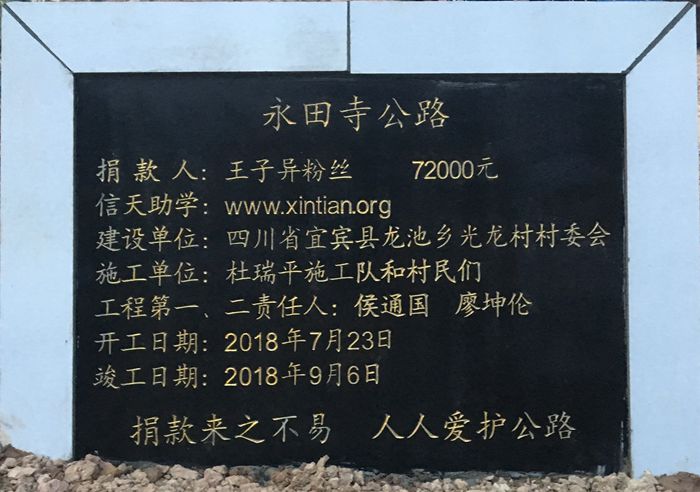 永田寺公路
捐款人：王子异粉丝 72000元
信天助学：www.xintian.org
建设单位：四川省宜宾县龙池乡光龙村村委会
施工单位：杜瑞平施工队和村民们
工程第一、二责任人：侯通国 廖坤伦
开工日期：2018年7月23日
竣工日期：2018年9月6日
捐款来之不易 人人爱护公路